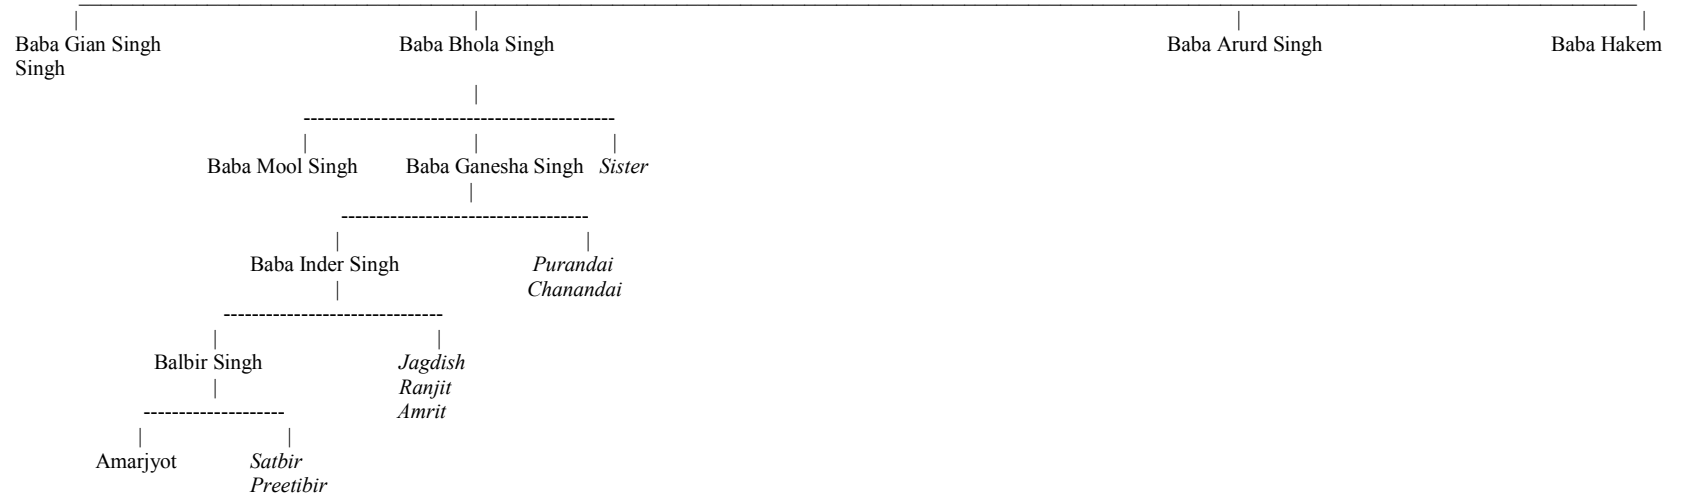 Baba Gian Singh Baba Bhola Singh Baba Arurd Singh Baba Hakem
Singh
Baba Mool Singh Baba Ganesha Singh Sister
Baba Inder Singh Purandai
Chanandai
Balbir Singh Jagdish
Ranjit
Amrit
Amarjyot Satbir
Preetibir